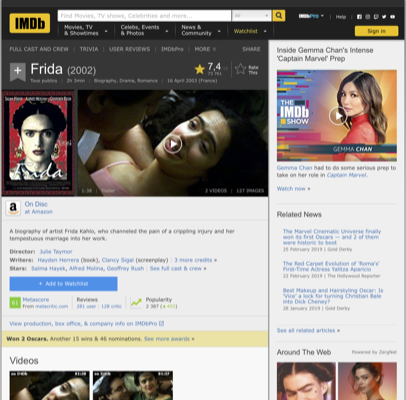 IMDb
Find Movies, TV shows, Celebrities and more...
All
IMDbPro
Help
Movies, TV & Showtimes
Celebs, Events & Photos
News & Community
Watchlist
Sign in
FULL CAST AND CREW | TRIVIA | USER REVIEWS | IMDbPro | MORE
SHARE
Frida (2002)
7,4
Rate This
Tous publics | 2h 3min | Biography, Drama, Romance | 16 April 2003 (France)
1:38 | Trailer
2 VIDEOS | 127 IMAGES
On Disc
at Amazon
A biography of artist Frida Kahlo, who channeled the pain of a crippling injury and her
tempestuous marriage into her work.
Director: Julie Taymor
Writers: Hayden Herrera (book), Clancy Sigal (screenplay) | 3 more credits »
Stars: Salma Hayek, Alfred Molina, Geoffrey Rush | See full cast & crew »
+ Add to Watchlist
61
Metascore
From metacritic.com
Reviews
281 user | 128 critic
Popularity
2 387
View production, box office, & company info on IMDbPro
Won 2 Oscars. Another 15 wins & 46 nominations. See more awards »
Videos
Inside Gemma Chan's Intense
'Captain Marvel' Prep
THE
IMDb
SHOW
GEMMA CHAN
Gemma Chan had to do some serious prep to
take on her role in Captain Marvel.
Watch now »
Related News
The Marvel Cinematic Universe finally
won its first Oscars — and 2 of them
were historic to boot
25 February 2019 | Gold Derby
The Red Carpet Evolution of 'Roma's'
First-Time Actress Yalitza Aparicio
22 February 2019 | The Hollywood Reporter
Best Makeup and Hairstyling Oscar: Is
'Vice' a lock for turning Christian Bale
into Dick Cheney?
28 January 2019 | Gold Derby
See all related articles »
Around The Web
Powered by ZergNet